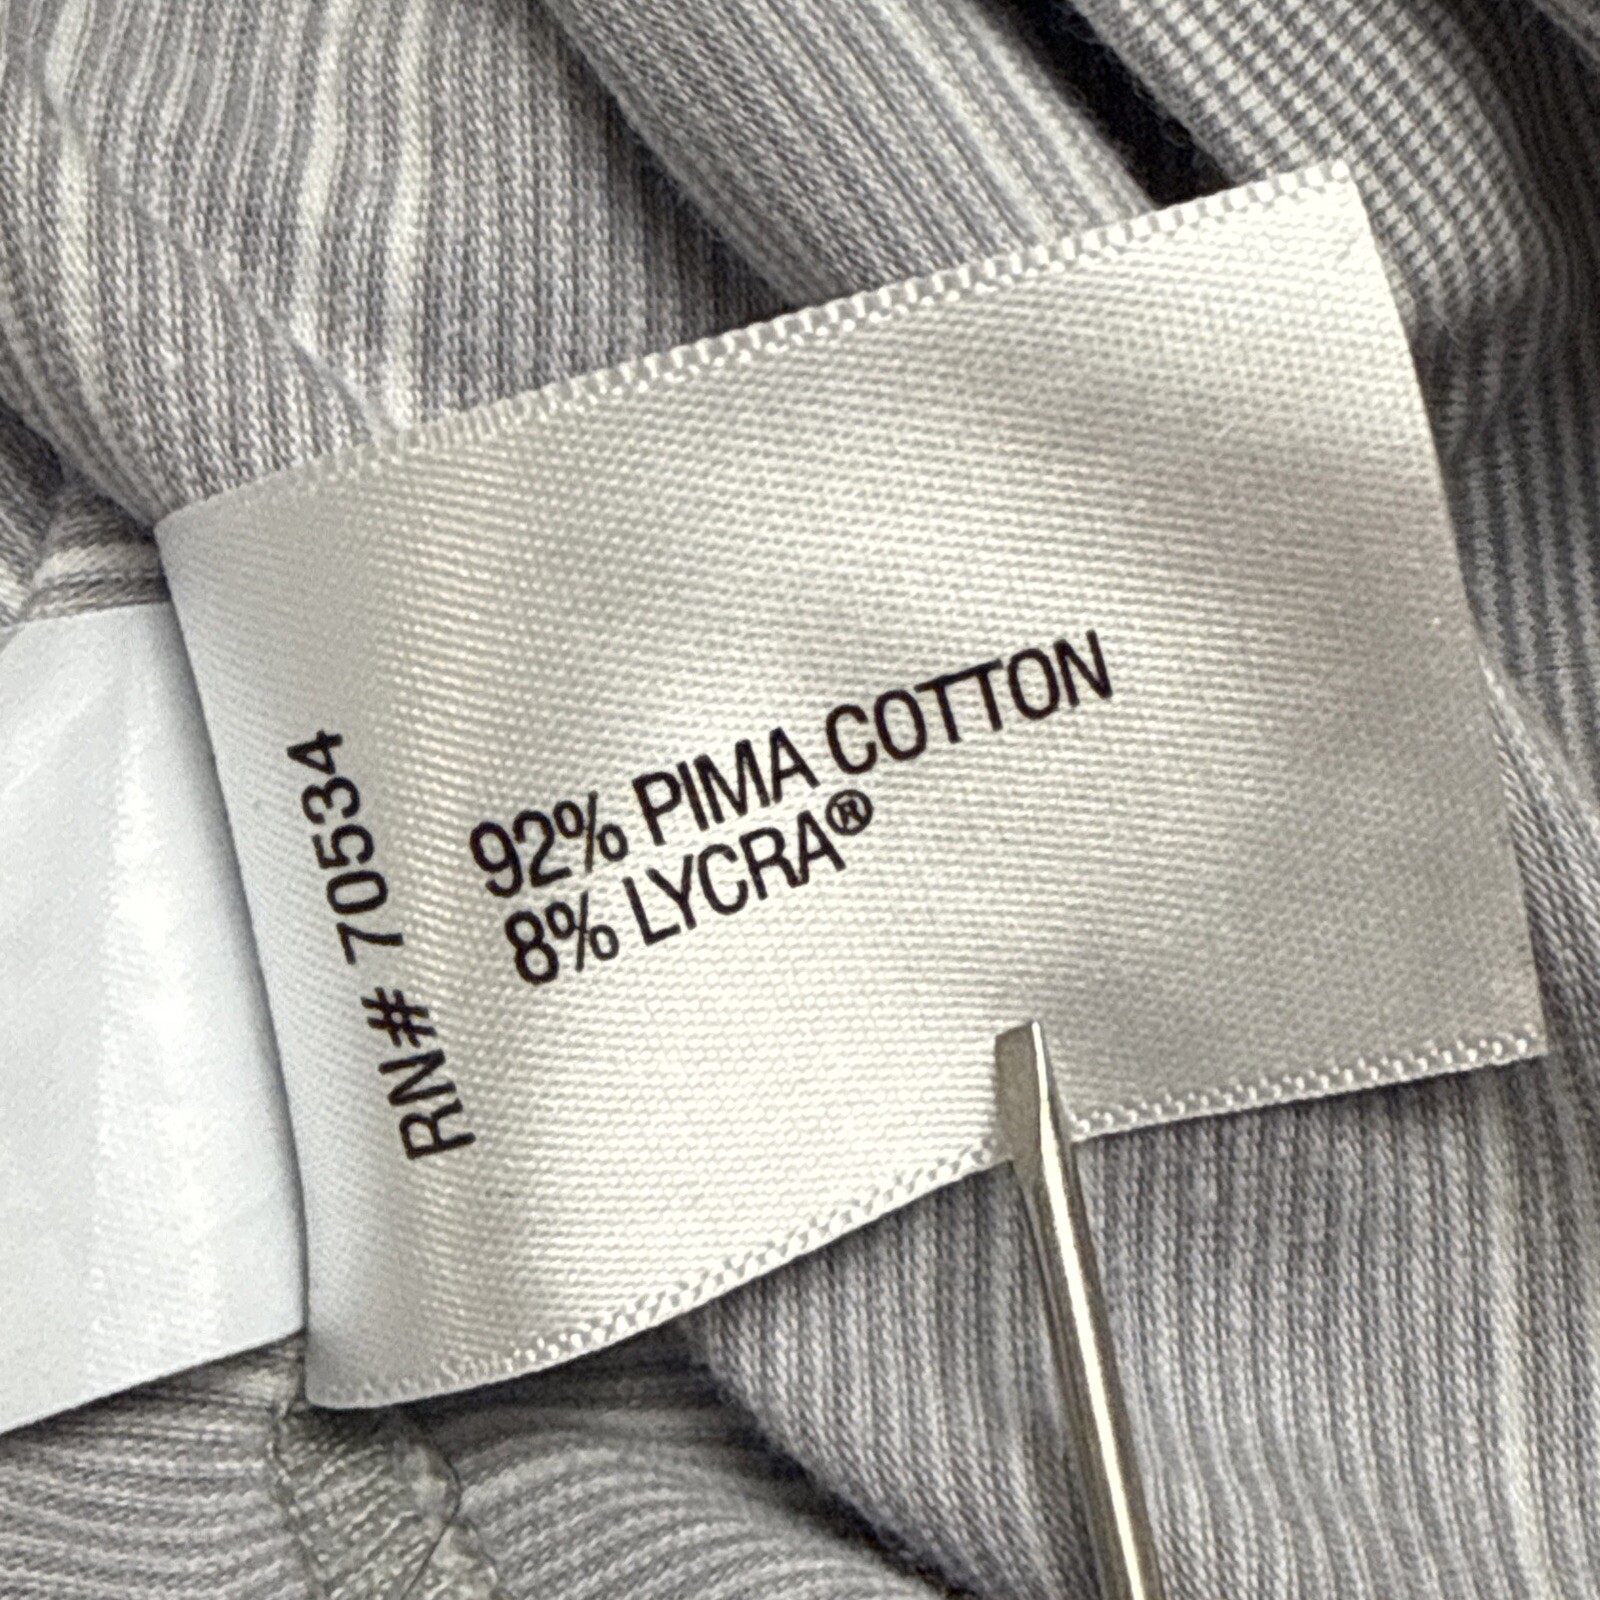 RN# 70534
92% PIMA COTTON
8% LYCRA®